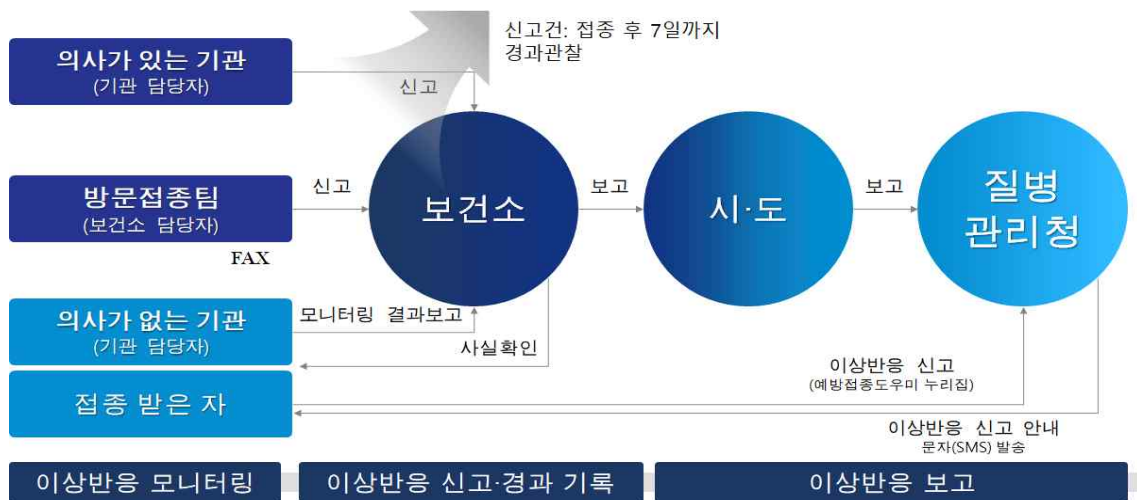 신고건: 접종 후 7일까지
경과관찰
의사가 있는 기관
(기관 담당자)
신고
방문접종팀
(보건소 담당자)
신고
보건소
보고
시·도
보고
질병
관리청
FAX
의사가 없는 기관
(기관 담당자)
모니터링 결과보고
사실확인
접종 받은 자
이상반응 신고
(예방접종도우미 누리집)
이상반응 신고 안내
문자(SMS) 발송
이상반응 모니터링
이상반응 신고·경과 기록
이상반응 보고